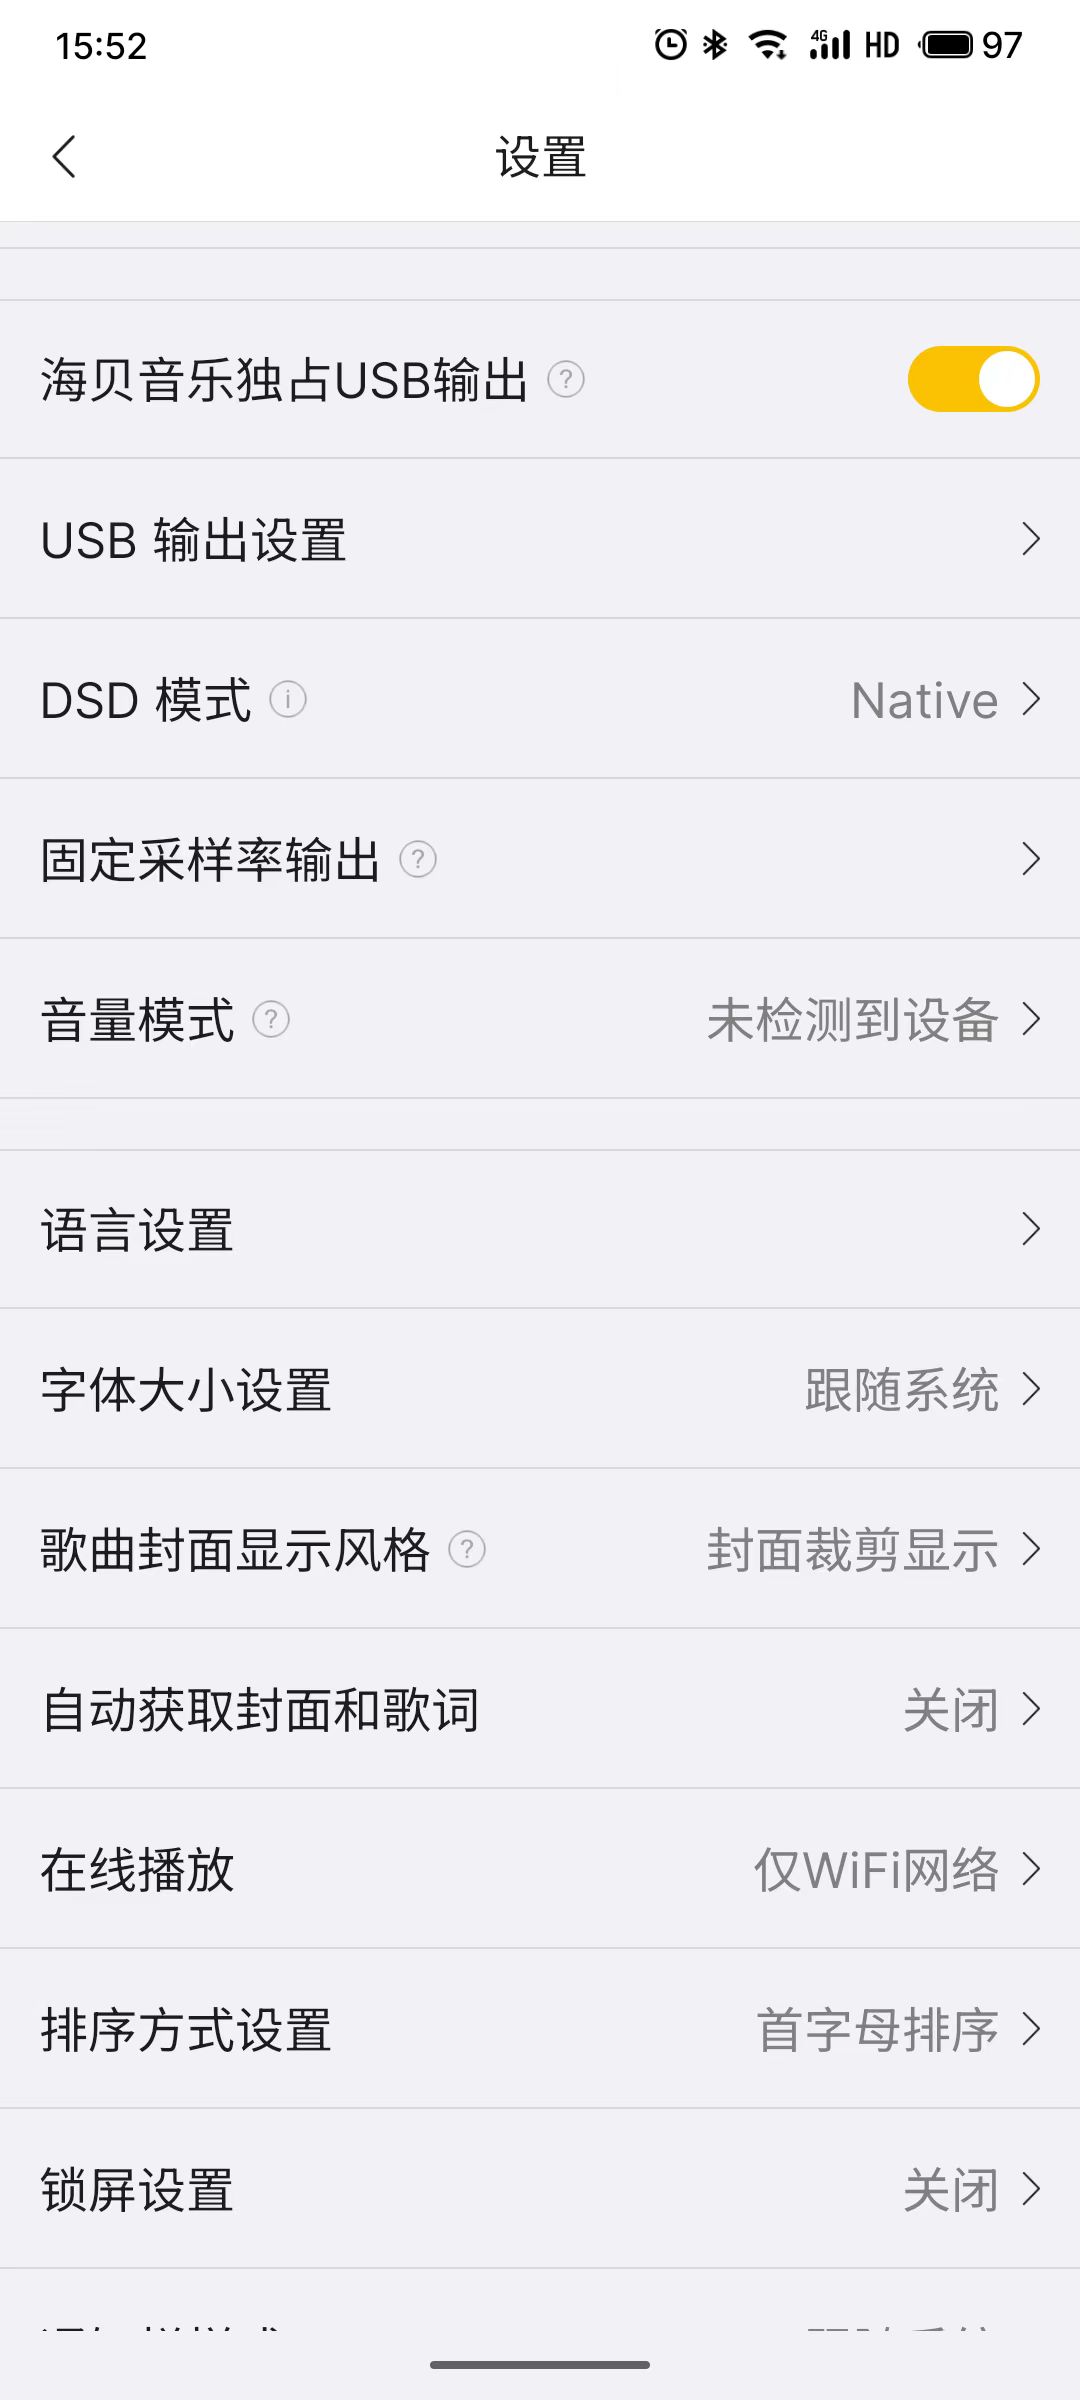 15:52 4G HD 97
设置
海贝音乐独占USB输出 ?
USB 输出设置
DSD 模式 i Native
固定采样率输出 ?
音量模式 ? 未检测到设备
语言设置
字体大小设置 跟随系统
歌曲封面显示风格 ? 封面裁剪显示
自动获取封面和歌词 关闭
在线播放 仅WiFi网络
排序方式设置 首字母排序
锁屏设置 关闭